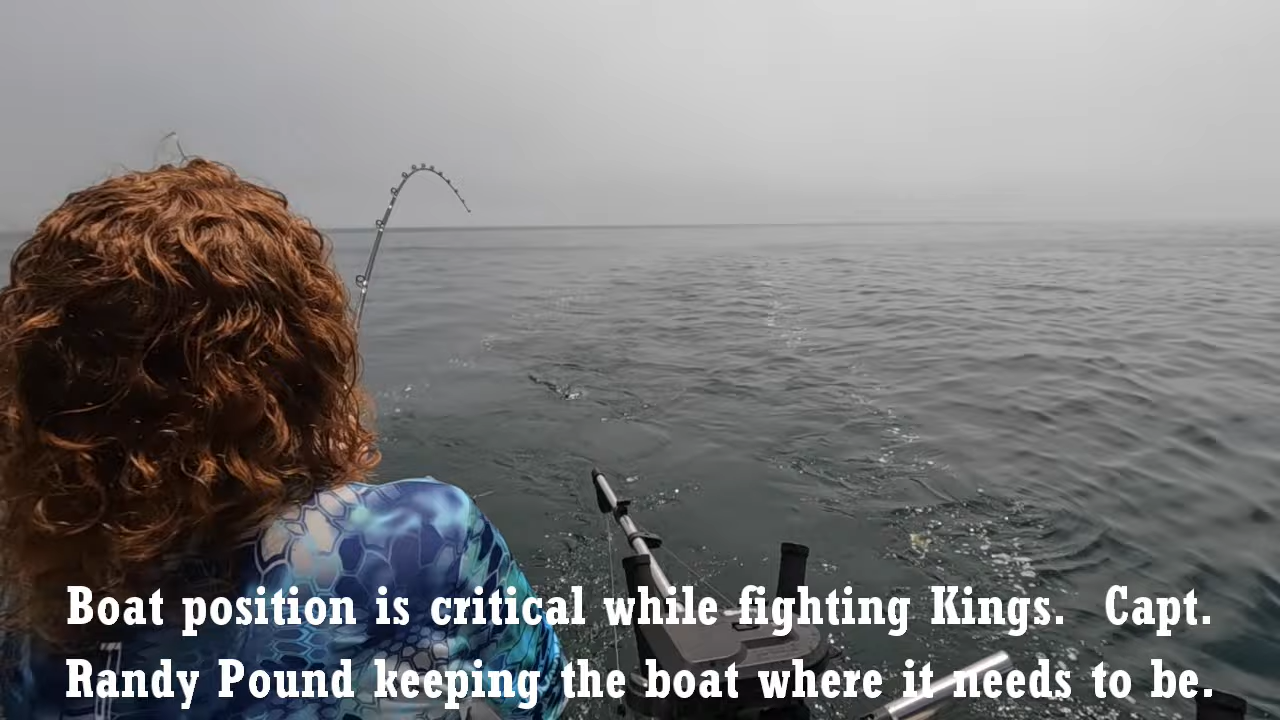 Boat position is critical while fighting Kings. Capt.
Randy Pound keeping the boat where it needs to be.